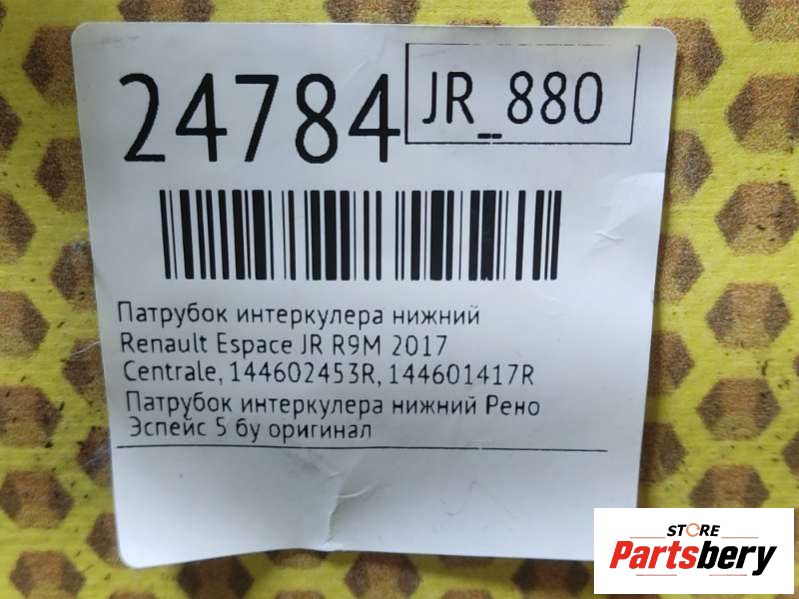 24784
JR_880
Патрубок интеркулера нижний
Renault Espace JR R9M 2017
Centrale, 144602453R, 144601417R
Патрубок интеркулера нижний Рено
Эспейс 5 бу оригинал
STORE
Partsbery